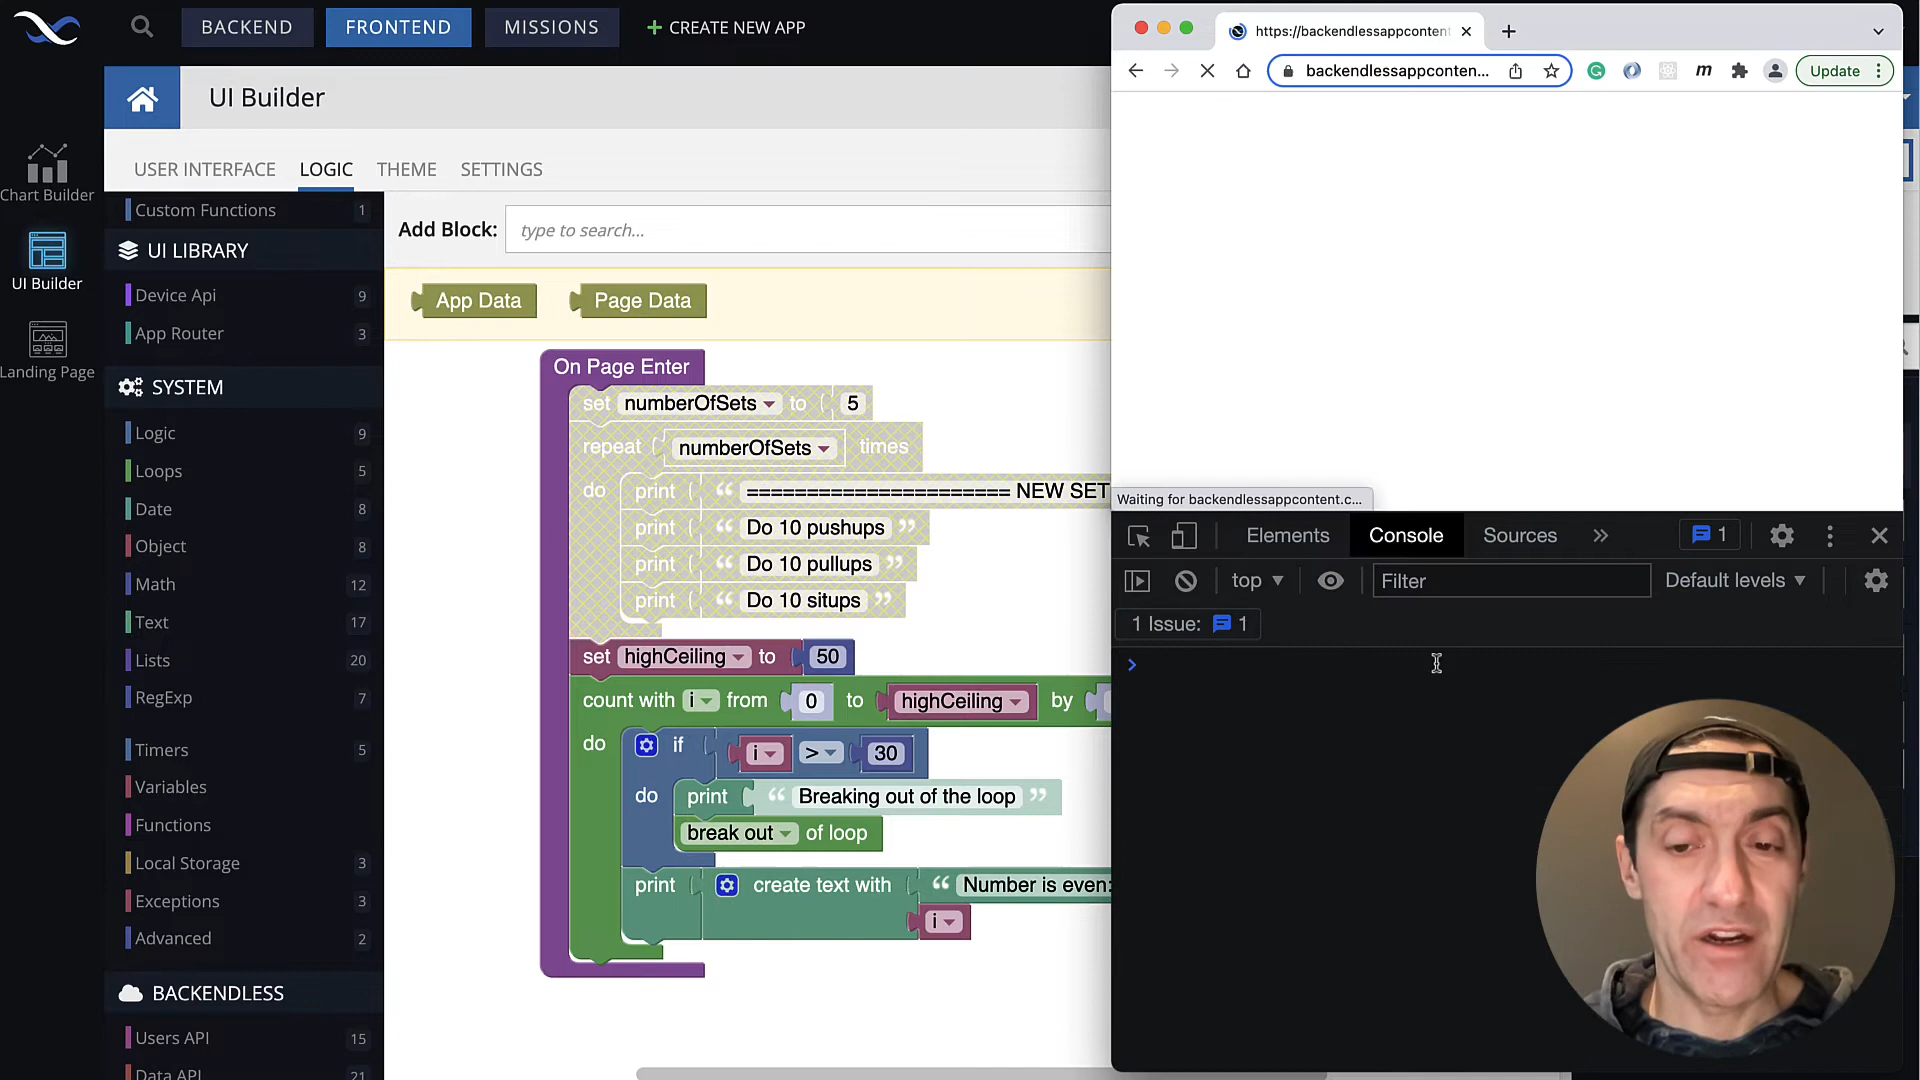 BACKEND
FRONTEND
MISSIONS
+ CREATE NEW APP
UI Builder
USER INTERFACE
LOGIC
THEME
SETTINGS
Chart Builder
UI Builder
Landing Page
Custom Functions 1
UI LIBRARY
Device Api 9
App Router 3
SYSTEM
Logic 9
Loops 5
Date 8
Object 8
Math 12
Text 17
Lists 20
RegExp 7
Timers 5
Variables
Functions
Local Storage 3
Exceptions 3
Advanced 2
BACKENDLESS
Users API 15
Data API 21
Add Block: type to search...
App Data
Page Data
On Page Enter
set numberOfSets to 5
repeat numberOfSets times
do print “ ====================== NEW SET
print “ Do 10 pushups ”
print “ Do 10 pullups ”
print “ Do 10 situps ”
set highCeiling to 50
count with i from 0 to highCeiling by
do if i > 30
do print “ Breaking out of the loop ”
break out of loop
print create text with “ Number is even:
i
https://backendlessappcontent
backendlessappconten...
m
Update
Waiting for backendlessappcontent.c...
Elements
Console
Sources
»
1
top
Filter
Default levels
1 Issue: 1
>